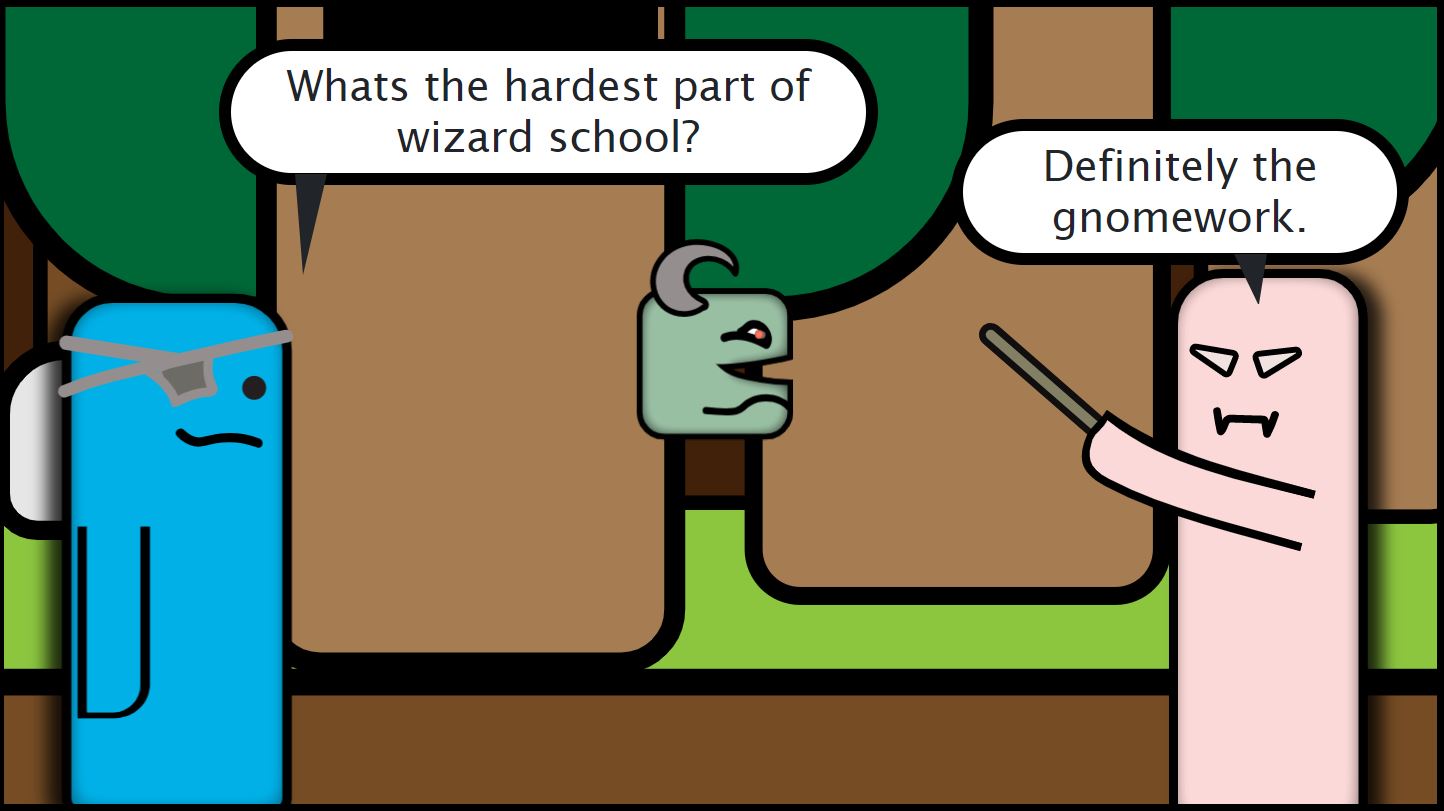 Whats the hardest part of
wizard school?
Definitely the
gnomework.